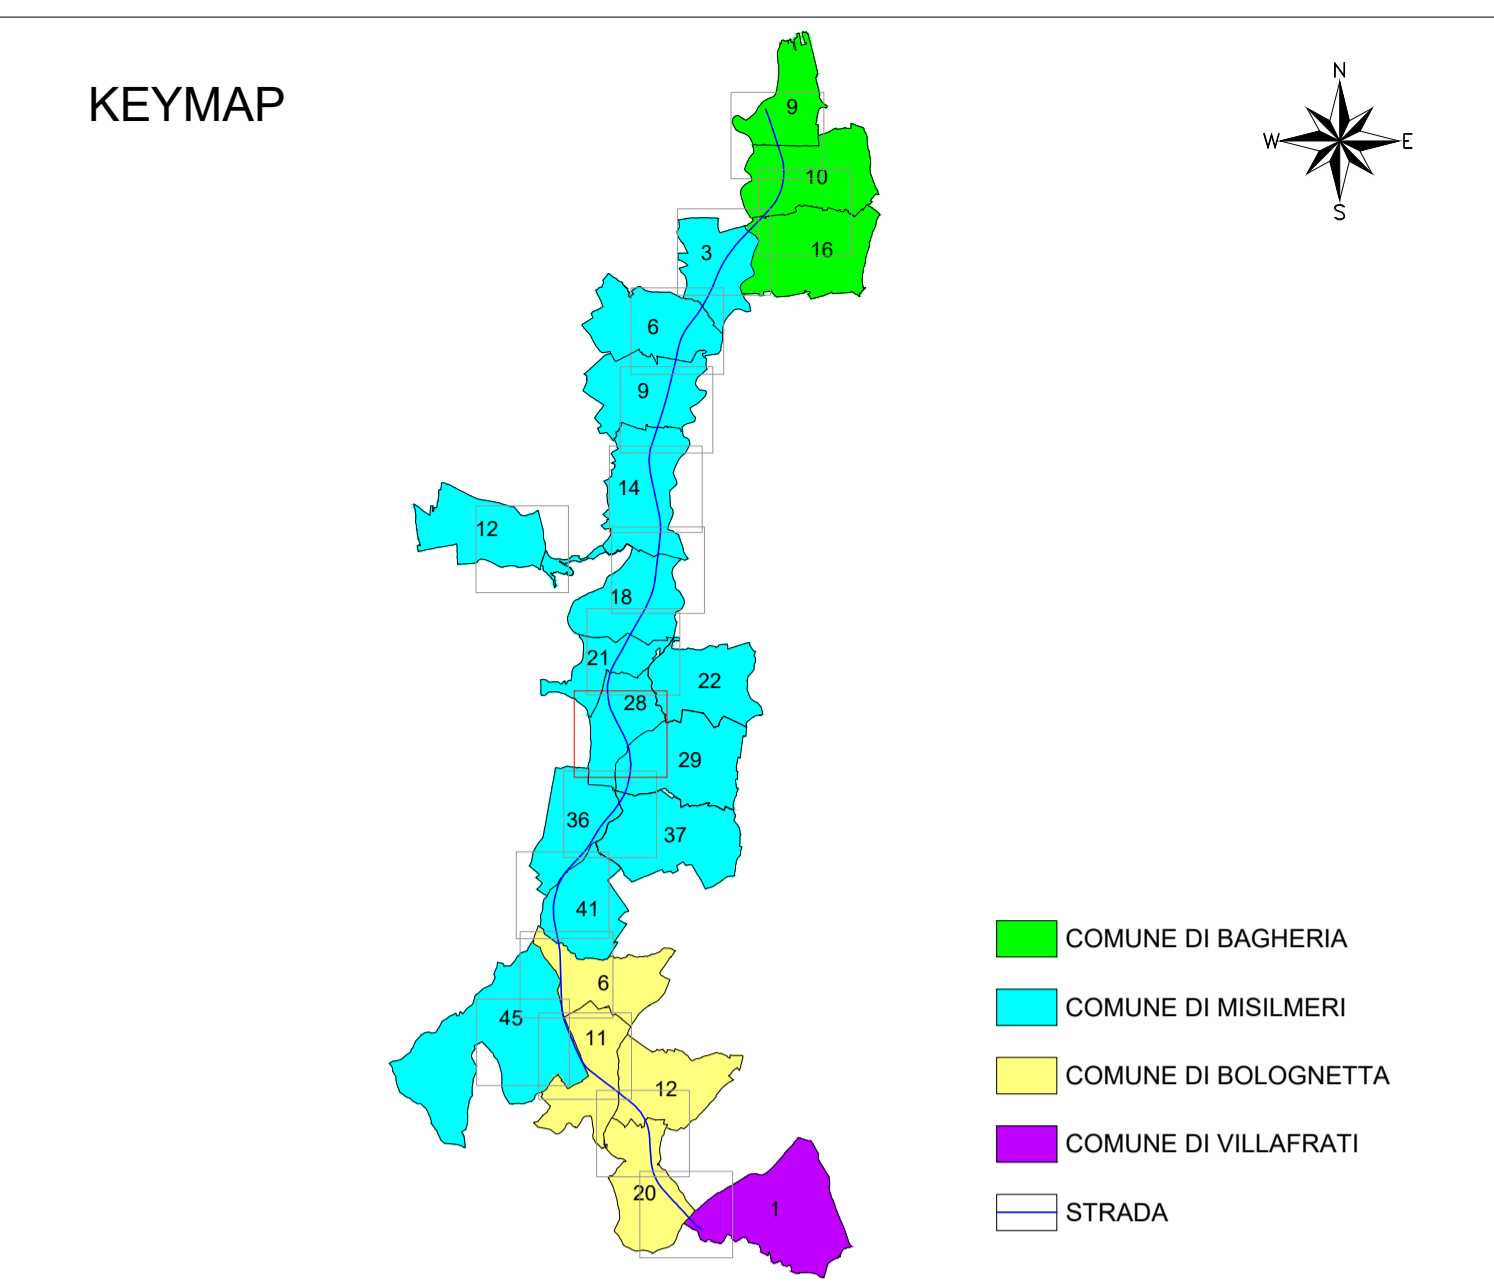 KEYMAP
N
W E
S
9
10
16
3
6
9
14
12
18
21
22
28
29
36
37
41
6
45
11
12
20
1
COMUNE DI BAGHERIA
COMUNE DI MISILMERI
COMUNE DI BOLOGNETTA
COMUNE DI VILLAFRATI
STRADA